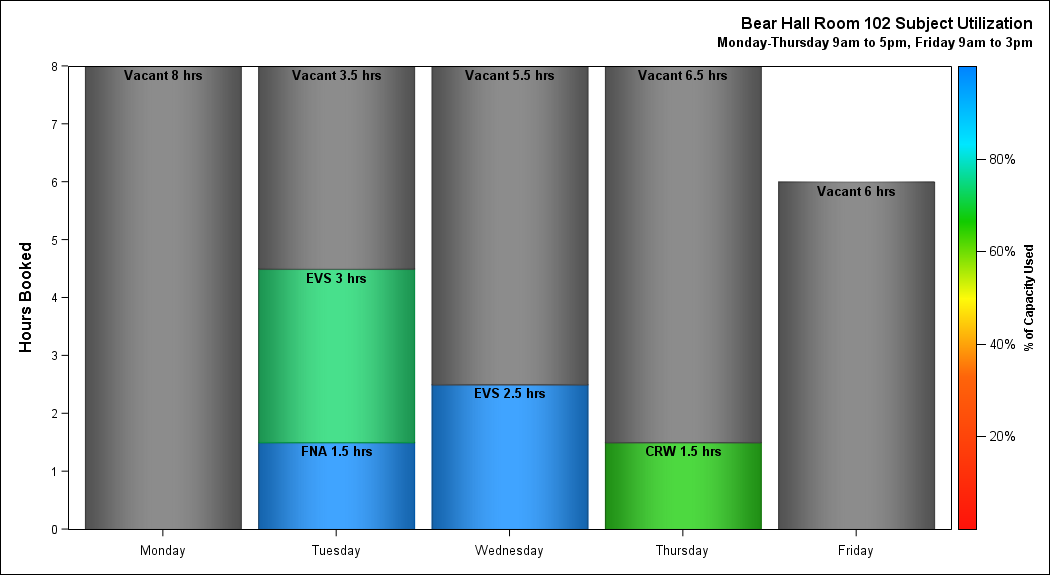 Bear Hall Room 102 Subject Utilization
Monday-Thursday 9am to 5pm, Friday 9am to 3pm
Hours Booked
8
7
6
5
4
3
2
1
0
Vacant 8 hrs
Vacant 3.5 hrs
EVS 3 hrs
FNA 1.5 hrs
Vacant 5.5 hrs
EVS 2.5 hrs
Vacant 6.5 hrs
CRW 1.5 hrs
Vacant 6 hrs
Monday
Tuesday
Wednesday
Thursday
Friday
80%
60%
40%
20%
% of Capacity Used